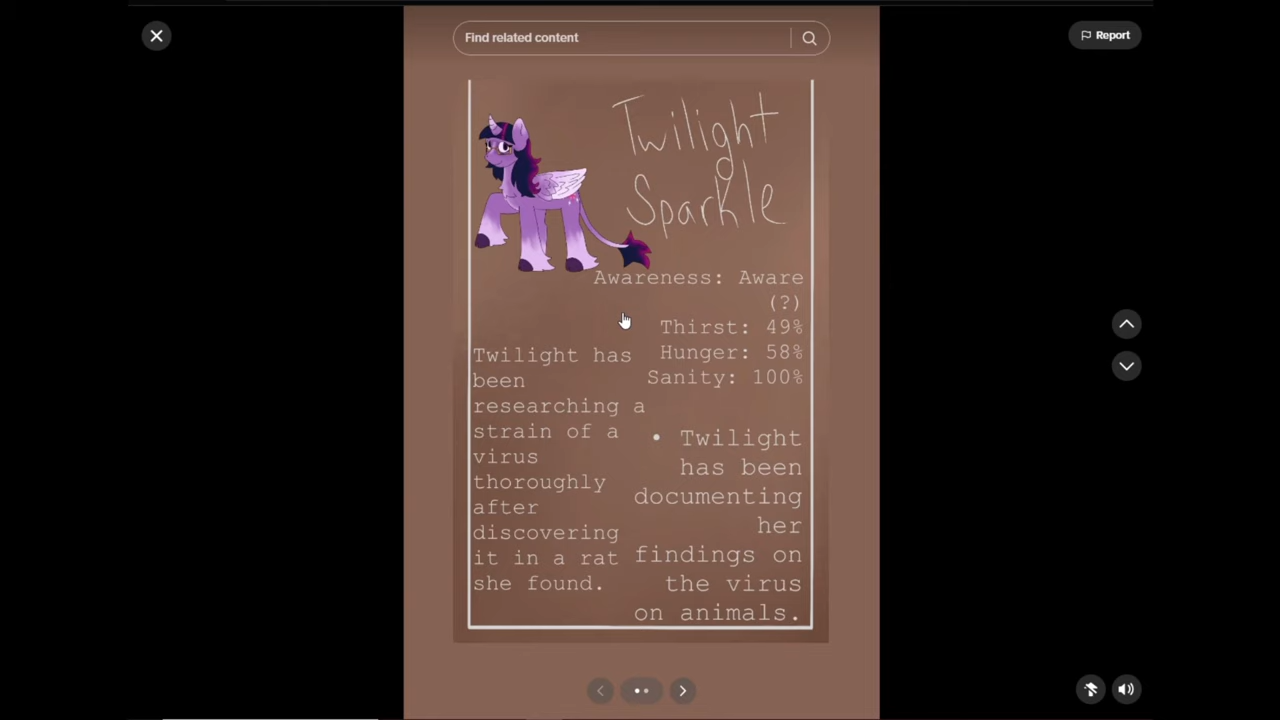 Find related content
Report
Twilight
Sparkle
Awareness: Aware
(?)
Thirst: 49%
Hunger: 58%
Sanity: 100%
Twilight has
been
researching a
strain of a
virus
thoroughly
after
discovering
it in a rat
she found.
• Twilight
has been
documenting
her
findings on
the virus
on animals.